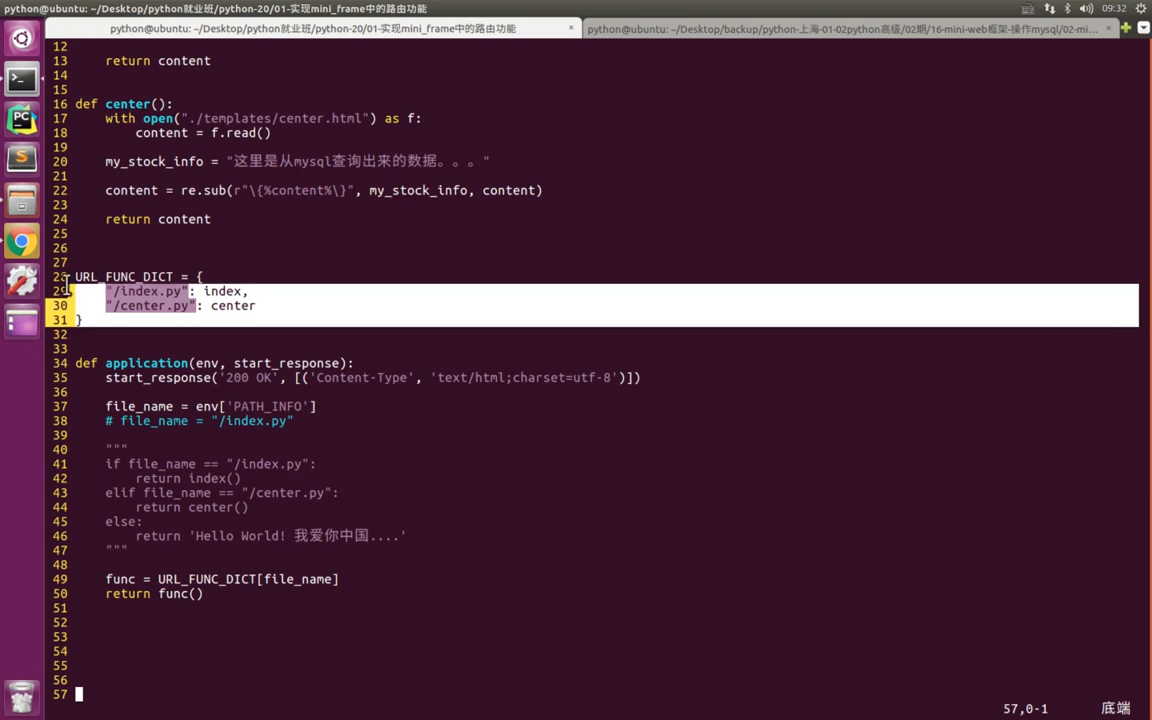 python@ubuntu: ~/Desktop/python就业班/python-20/01-实现mini_frame中的路由功能
09:32
python@ubuntu: ~/Desktop/python就业班/python-20/01-实现mini_frame中的路由功能 ×
python@ubuntu: ~/Desktop/backup/python-上海-01-02python高级/02期/16-mini-web框架-操作mysql/02-mi... ×
12
13     return content
14
15
16 def center():
17     with open("./templates/center.html") as f:
18         content = f.read()
19
20     my_stock_info = "这里是从mysql查询出来的数据。。。"
21
22     content = re.sub(r"\{%content%\}", my_stock_info, content)
23
24     return content
25
26
27
28 URL_FUNC_DICT = {
29     "/index.py": index,
30     "/center.py": center
31 }
32
33
34 def application(env, start_response):
35     start_response('200 OK', [('Content-Type', 'text/html;charset=utf-8')])
36
37     file_name = env['PATH_INFO']
38     # file_name = "/index.py"
39
40     """
41     if file_name == "/index.py":
42         return index()
43     elif file_name == "/center.py":
44         return center()
45     else:
46         return 'Hello World! 我爱你中国....'
47     """
48
49     func = URL_FUNC_DICT[file_name]
50     return func()
51
52
53
54
55
56
57
57,0-1 底端